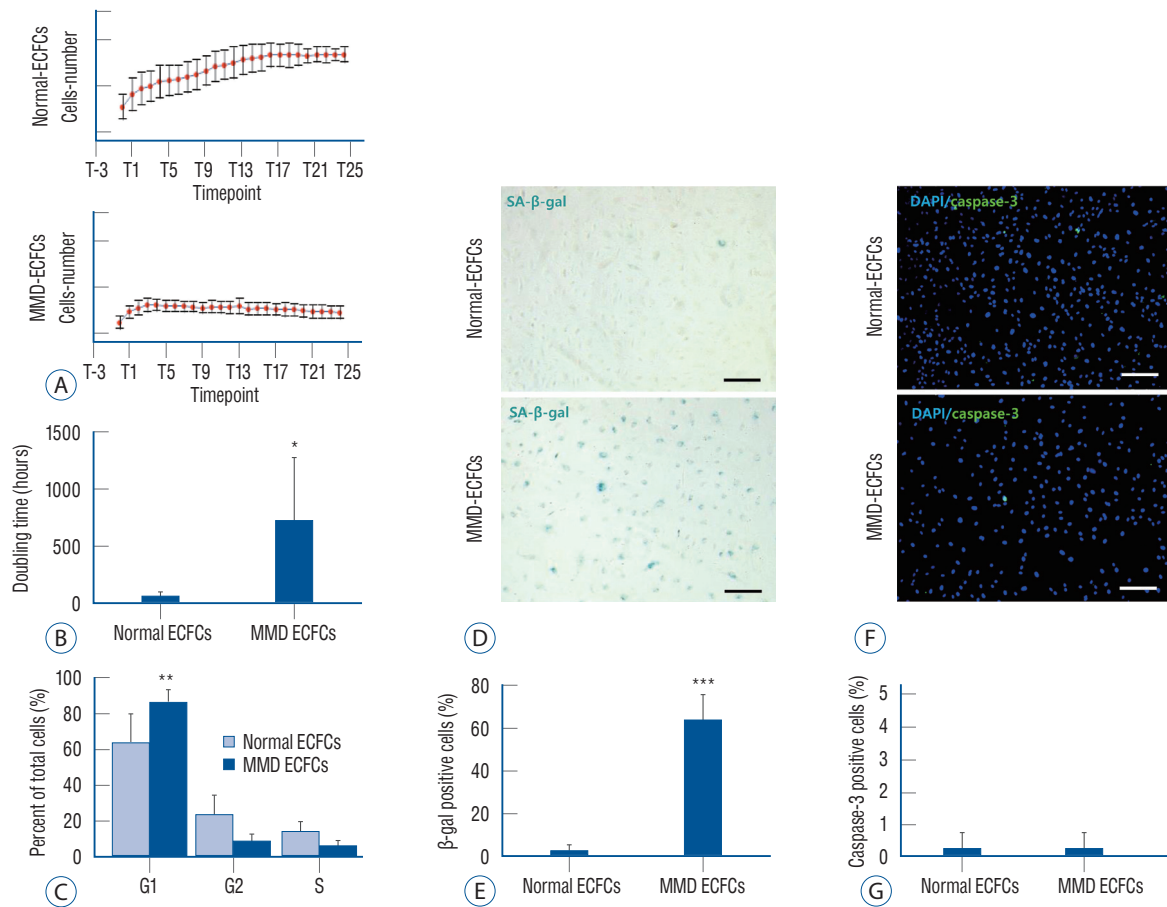 Normal-ECFCs
Cells-number
T-3 T1 T5 T9 T13 T17 T21 T25
Timepoint
MMD-ECFCs
Cells-number
T-3 T1 T5 T9 T13 T17 T21 T25
Timepoint
A
Doubling time (hours)
1500
1000
500
0
*
Normal ECFCs MMD ECFCs
B
Percent of total cells (%)
100
80
60
40
20
0
**
Normal ECFCs
MMD ECFCs
G1 G2 S
C
Normal-ECFCs
SA-β-gal
MMD-ECFCs
SA-β-gal
D
β-gal positive cells (%)
80
60
40
20
0
***
Normal ECFCs MMD ECFCs
E
Normal-ECFCs
DAPI/caspase-3
MMD-ECFCs
DAPI/caspase-3
F
Caspase-3 positive cells (%)
5
4
3
2
1
0
Normal ECFCs MMD ECFCs
G